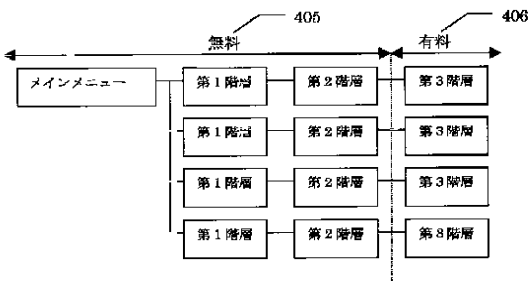 405
406
無料
有料
メインメニュー
第1階層
第2階層
第3階層
第1階層
第2階層
第3階層
第1階層
第2階層
第3階層
第1階層
第2階層
第8階層